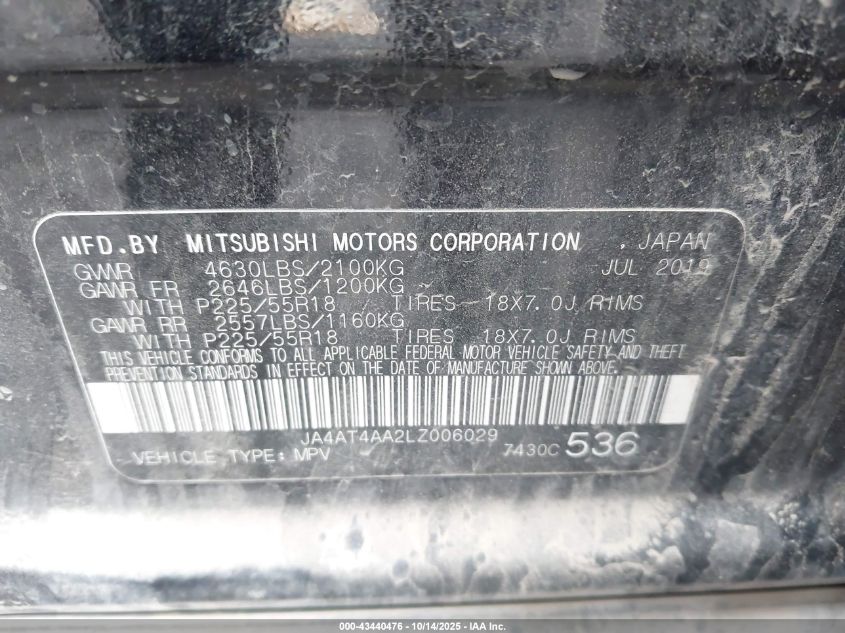 MFD.BY MITSUBISHI MOTORS CORPORATION , JAPAN
GVWR 4630LBS/2100KG JUL 2019
GAWR FR 2646LBS/1200KG
WITH P225/55R18 TIRES 18X7.0J RIMS
GAWR RR 2557LBS/1160KG
WITH P225/55R18 TIRES 18X7.0J RIMS
THIS VEHICLE CONFORMS TO ALL APPLICABLE FEDERAL MOTOR VEHICLE SAFETY AND THEFT
PREVENTION STANDARDS IN EFFECT ON THE DATE OF MANUFACTURE SHOWN ABOVE.
JA4AT4AA2LZ006029
VEHICLE TYPE: MPV 7430C 536
000-43440476 | 10/14/2025 - IAA Inc.